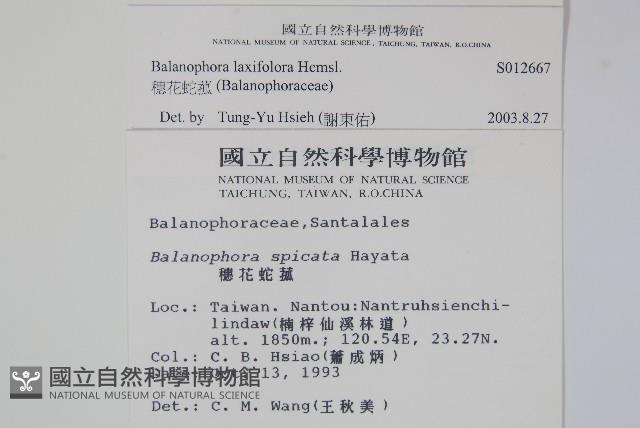 國立自然科學博物館
NATIONAL MUSEUM OF NATURAL SCIENCE, TAICHUNG, TAIWAN, R.O.CHINA
Balanophora laxifolora Hemsl. S012667
穗花蛇菰 (Balanophoraceae)
Det. by Tung-Yu Hsieh (謝東佑) 2003.8.27
國立自然科學博物館
NATIONAL MUSEUM OF NATURAL SCIENCE
TAICHUNG, TAIWAN, R.O.CHINA
Balanophoraceae,Santalales
Balanophora spicata Hayata
穗花蛇菰
Loc.: Taiwan. Nantou:Nantruhsienchi-
lindaw(楠梓仙溪林道)
alt. 1850m.; 120.54E, 23.27N.
Col.: C. B. Hsiao(蕭成炳)
13, 1993
Det.: C. M. Wang(王秋美)
國立自然科學博物館
NATIONAL MUSEUM OF NATURAL SCIENCE